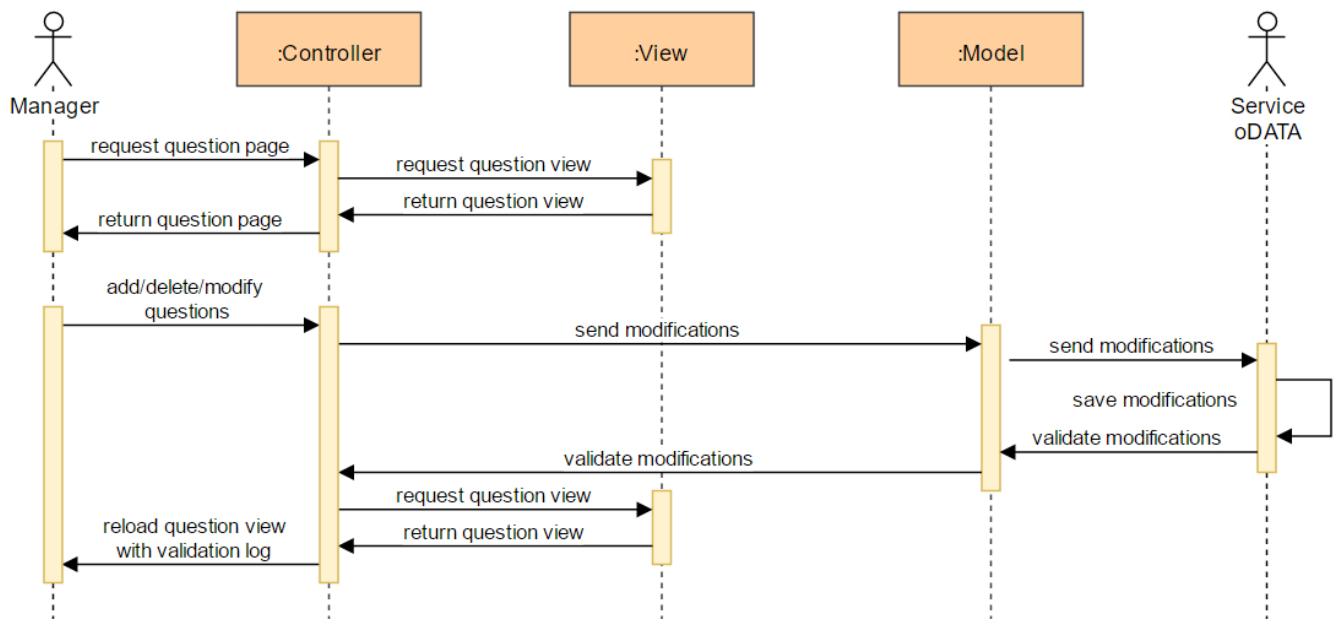 :Controller
:View
:Model
Manager
Service
oDATA
request question page
request question view
return question view
return question page
add/delete/modify
questions
send modifications
send modifications
save modifications
validate modifications
validate modifications
request question view
return question view
reload question view
with validation log